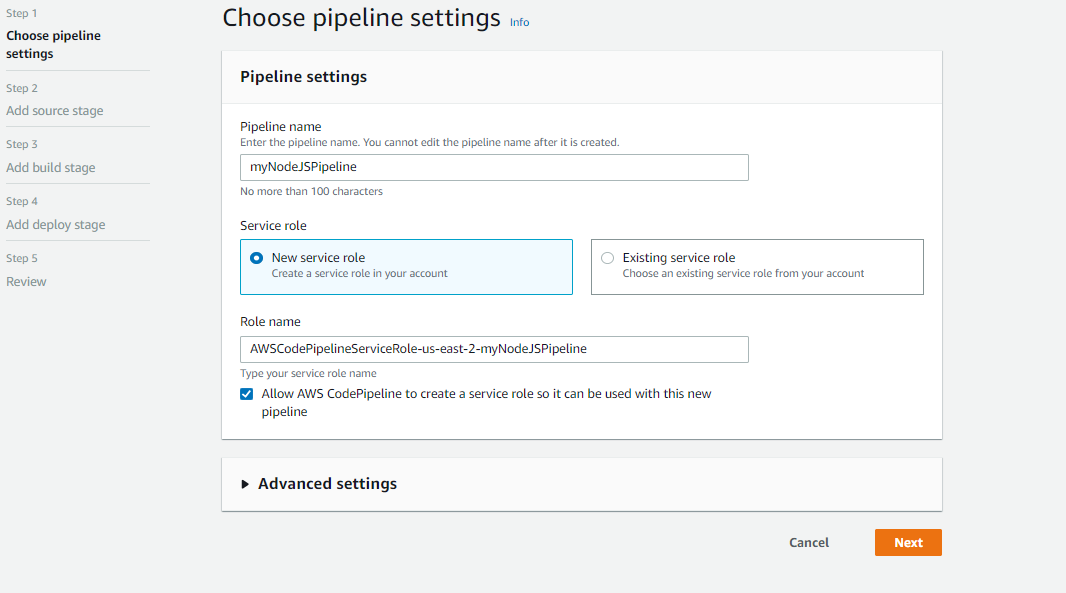 Step 1
Choose pipeline
settings
Step 2
Add source stage
Step 3
Add build stage
Step 4
Add deploy stage
Step 5
Review
Choose pipeline settings Info
Pipeline settings
Pipeline name
Enter the pipeline name. You cannot edit the pipeline name after it is created.
myNodeJSPipeline
No more than 100 characters
Service role
New service role
Create a service role in your account
Existing service role
Choose an existing service role from your account
Role name
AWSCodePipelineServiceRole-us-east-2-myNodeJSPipeline
Type your service role name
Allow AWS CodePipeline to create a service role so it can be used with this new
pipeline
Advanced settings
Cancel
Next